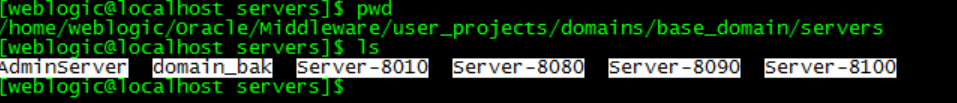 [weblogic@localhost servers]$ pwd
/home/weblogic/Oracle/Middleware/user_projects/domains/base_domain/servers
[weblogic@localhost servers]$ ls
AdminServer domain_bak Server-8010 Server-8080 Server-8090 Server-8100
[weblogic@localhost servers]$